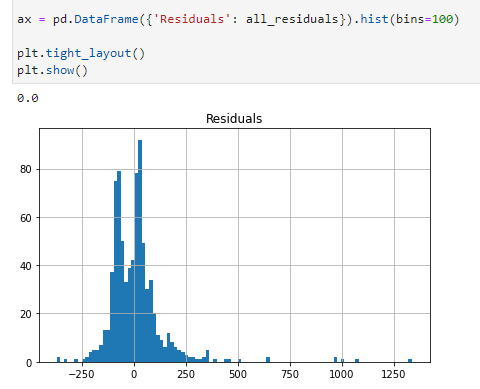 ax = pd.DataFrame({'Residuals': all_residuals}).hist(bins=100)
plt.tight_layout()
plt.show()
0.0
Residuals
80
60
40
20
0
−250 0 250 500 750 1000 1250